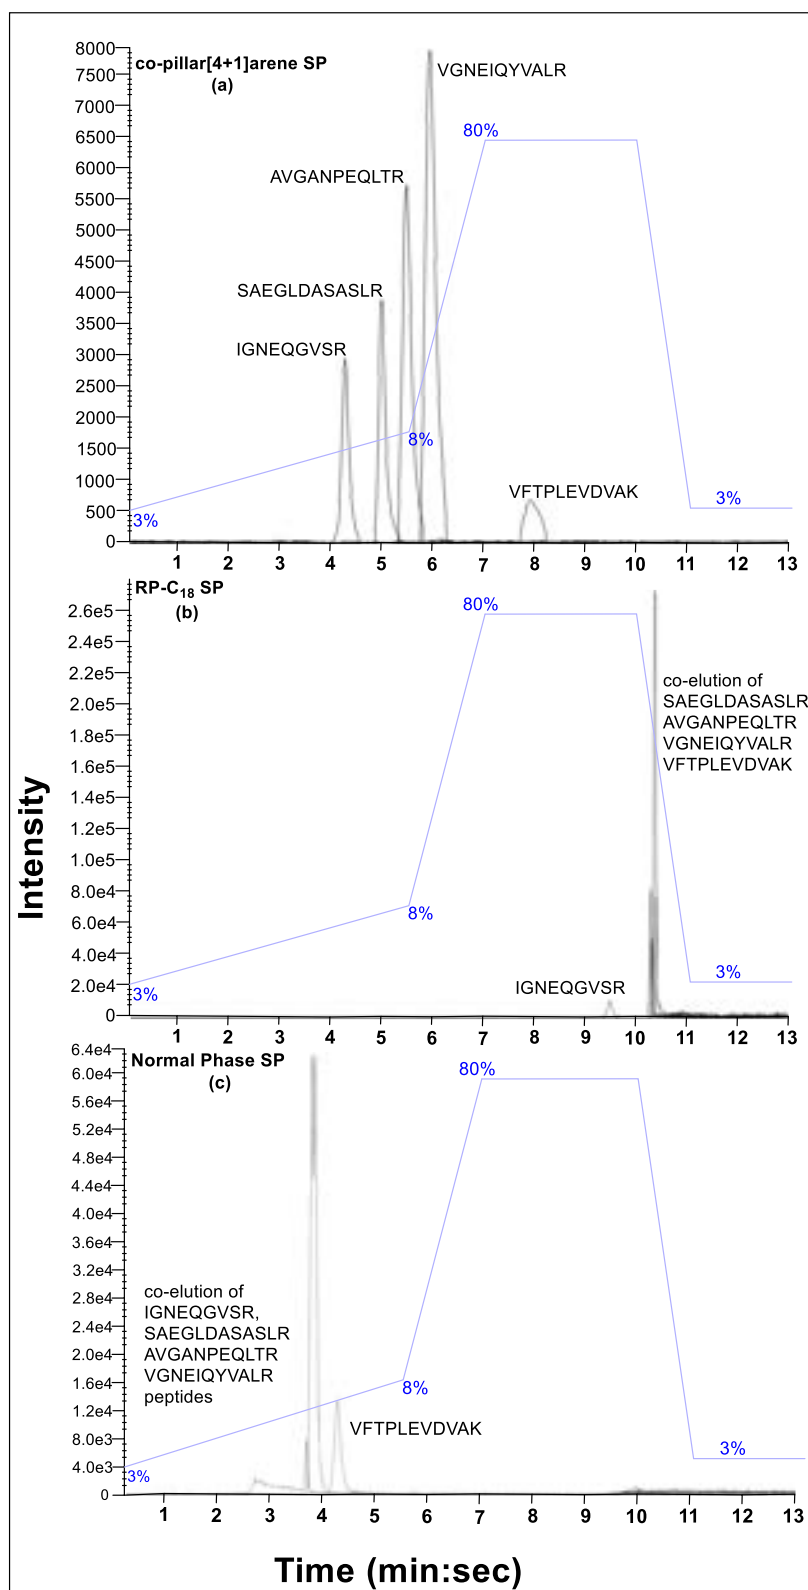 co-pillar[4+1]arene SP
(a)
8000
7500
7000
6500
6000
5500
5000
4500
4000
3500
3000
2500
2000
1500
1000
500
0
VGNEIQYVALR
80%
AVGANPEQLTR
SAEGLDASASLR
IGNEQGVSR
8%
VFTPLEVDVAK
3%
3%
1 2 3 4 5 6 7 8 9 10 11 12 13
RP-C18 SP
(b)
2.6e5
2.4e5
2.2e5
2.0e5
1.8e5
1.6e5
1.4e5
1.2e5
1.0e5
8.0e4
6.0e4
4.0e4
2.0e4
0
80%
co-elution of
SAEGLDASASLR
AVGANPEQLTR
VGNEIQYVALR
VFTPLEVDVAK
8%
3%
IGNEQGVSR
3%
1 2 3 4 5 6 7 8 9 10 11 12 13
Normal Phase SP
(c)
6.4e4
6.0e4
5.6e4
5.2e4
4.8e4
4.4e4
4.0e4
3.6e4
3.2e4
2.8e4
2.4e4
2.0e4
1.6e4
1.2e4
8.0e3
4.0e3
0
80%
co-elution of
IGNEQGVSR,
SAEGLDASASLR
AVGANPEQLTR
VGNEIQYVALR
peptides
8%
VFTPLEVDVAK
3%
3%
1 2 3 4 5 6 7 8 9 10 11 12 13
Intensity
Time (min:sec)